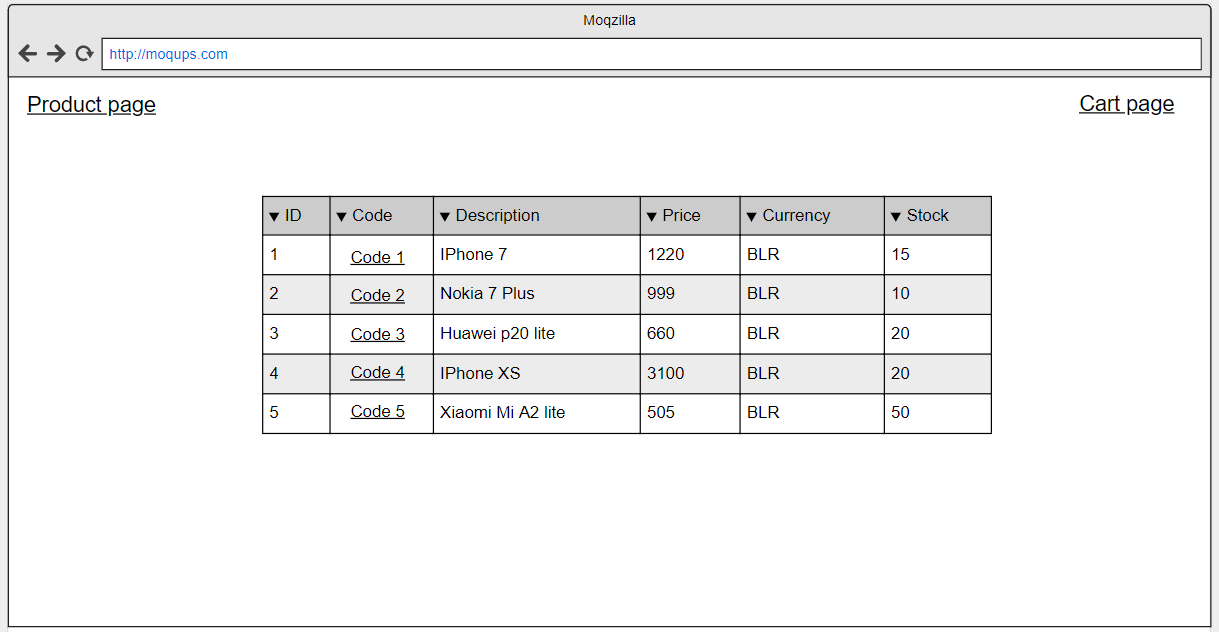 Moqzilla
http://moqups.com
Product page Cart page
ID Code Description Price Currency Stock
1 Code 1 IPhone 7 1220 BLR 15
2 Code 2 Nokia 7 Plus 999 BLR 10
3 Code 3 Huawei p20 lite 660 BLR 20
4 Code 4 IPhone XS 3100 BLR 20
5 Code 5 Xiaomi Mi A2 lite 505 BLR 50